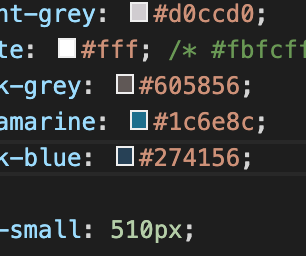 nt-grey: #d0ccd0;
te: #fff; /* #fbfcff
k-grey: #605856;
amarine: #1c6e8c;
k-blue: #274156;
-small: 510px;